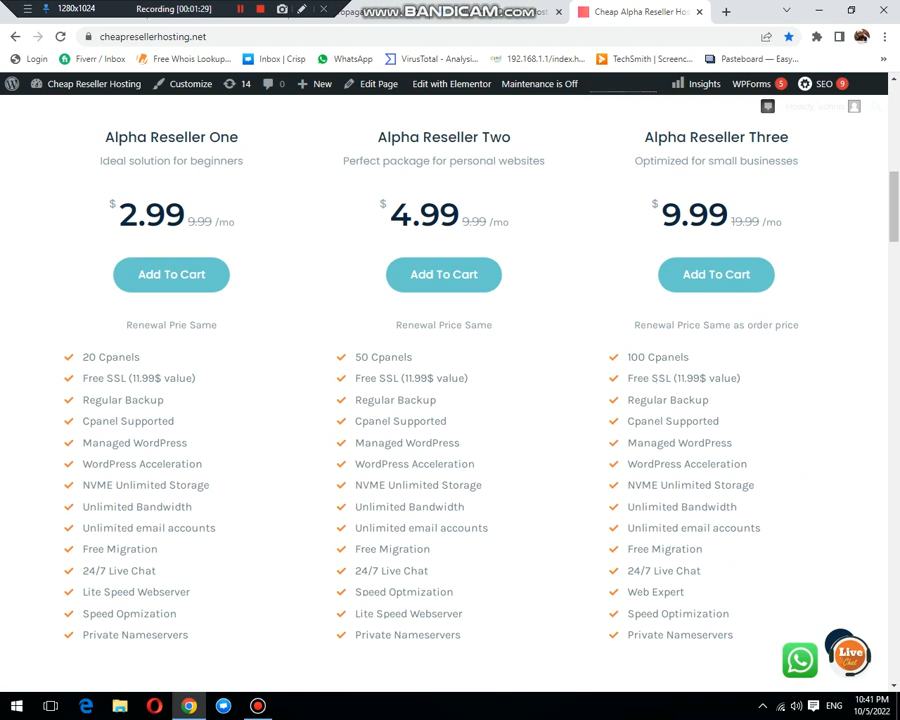 1280x1024
Recording [00:01:29]
www.BANDICAM.com
Cheap Alpha Reseller Hos
cheapresellerhosting.net
Login
Fiverr / Inbox
Free Whois Lookup...
Inbox | Crisp
WhatsApp
VirusTotal - Analysi...
192.168.1.1/index.h...
TechSmith | Screenc...
Pasteboard — Easy...
Cheap Reseller Hosting
Customize
14
0
New
Edit Page
Edit with Elementor
Maintenance is Off
Insights
WPForms 5
SEO 9
Alpha Reseller One
Ideal solution for beginners
$ 2.99 9.99 /mo
Add To Cart
Renewal Prie Same
20 Cpanels
Free SSL (11.99$ value)
Regular Backup
Cpanel Supported
Managed WordPress
WordPress Acceleration
NVME Unlimited Storage
Unlimited Bandwidth
Unlimited email accounts
Free Migration
24/7 Live Chat
Lite Speed Webserver
Speed Opmization
Private Nameservers
Alpha Reseller Two
Perfect package for personal websites
$ 4.99 9.99 /mo
Add To Cart
Renewal Price Same
50 Cpanels
Free SSL (11.99$ value)
Regular Backup
Cpanel Supported
Managed WordPress
WordPress Acceleration
NVME Unlimited Storage
Unlimited Bandwidth
Unlimited email accounts
Free Migration
24/7 Live Chat
Speed Optmization
Lite Speed Webserver
Private Nameservers
Alpha Reseller Three
Optimized for small businesses
$ 9.99 19.99 /mo
Add To Cart
Renewal Price Same as order price
100 Cpanels
Free SSL (11.99$ value)
Regular Backup
Cpanel Supported
Managed WordPress
WordPress Acceleration
NVME Unlimited Storage
Unlimited Bandwidth
Unlimited email accounts
Free Migration
24/7 Live Chat
Web Expert
Speed Optimization
Private Nameservers
Live
Chat
ENG
10:41 PM
10/5/2022